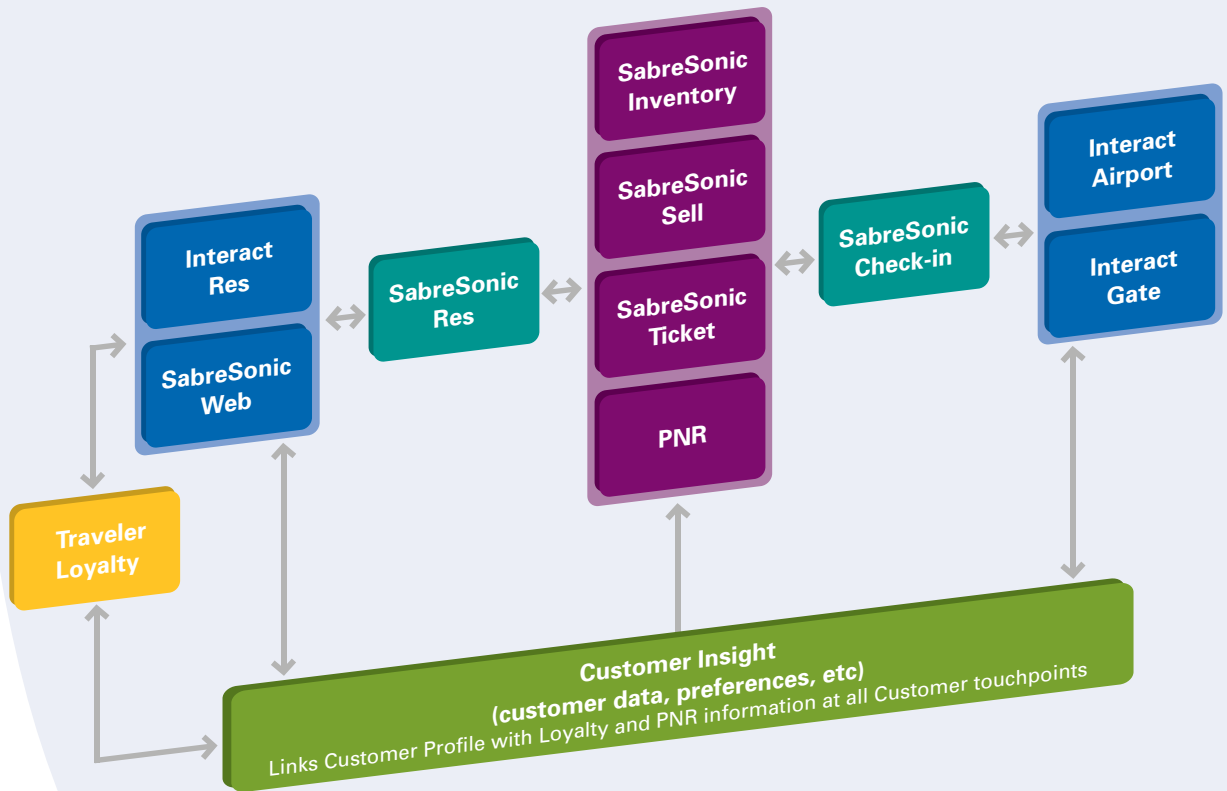 SabreSonic
Inventory
SabreSonic
Sell
SabreSonic
Ticket
PNR
Interact
Res
SabreSonic
Web
SabreSonic
Res
SabreSonic
Check-in
Interact
Airport
Interact
Gate
Traveler
Loyalty
Customer Insight
(customer data, preferences, etc)
Links Customer Profile with Loyalty and PNR information at all Customer touchpoints